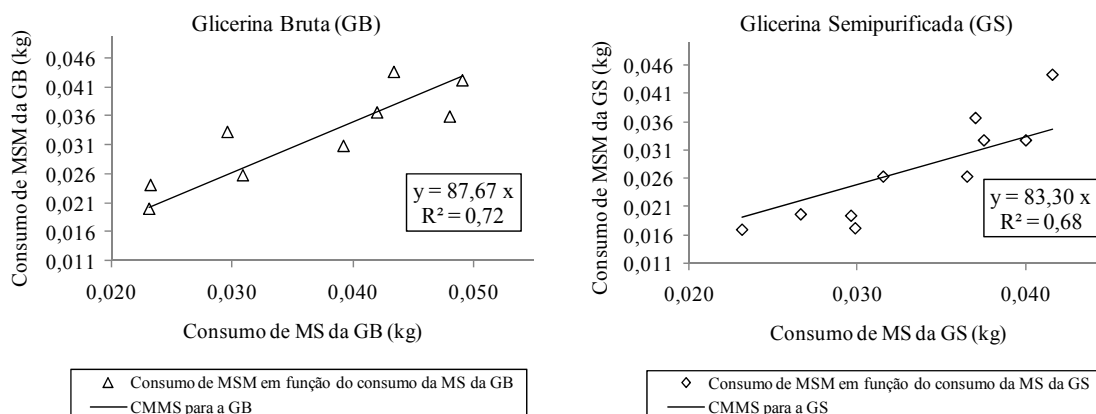 Glicerina Bruta (GB)
Consumo de MSM da GB (kg)
0,046
0,041
0,036
0,031
0,026
0,021
0,016
0,011
y = 87,67 x
R² = 0,72
0,020
0,030
0,040
0,050
Consumo de MS da GB (kg)
Consumo de MSM em função do consumo da MS da GB
CMMS para a GB
Glicerina Semipurificada (GS)
Consumo de MSM da GS (kg)
0,046
0,041
0,036
0,031
0,026
0,021
0,016
0,011
y = 83,30 x
R² = 0,68
0,020
0,030
0,040
Consumo de MS da GS (kg)
Consumo de MSM em função do consumo da MS da GS
CMMS para a GS